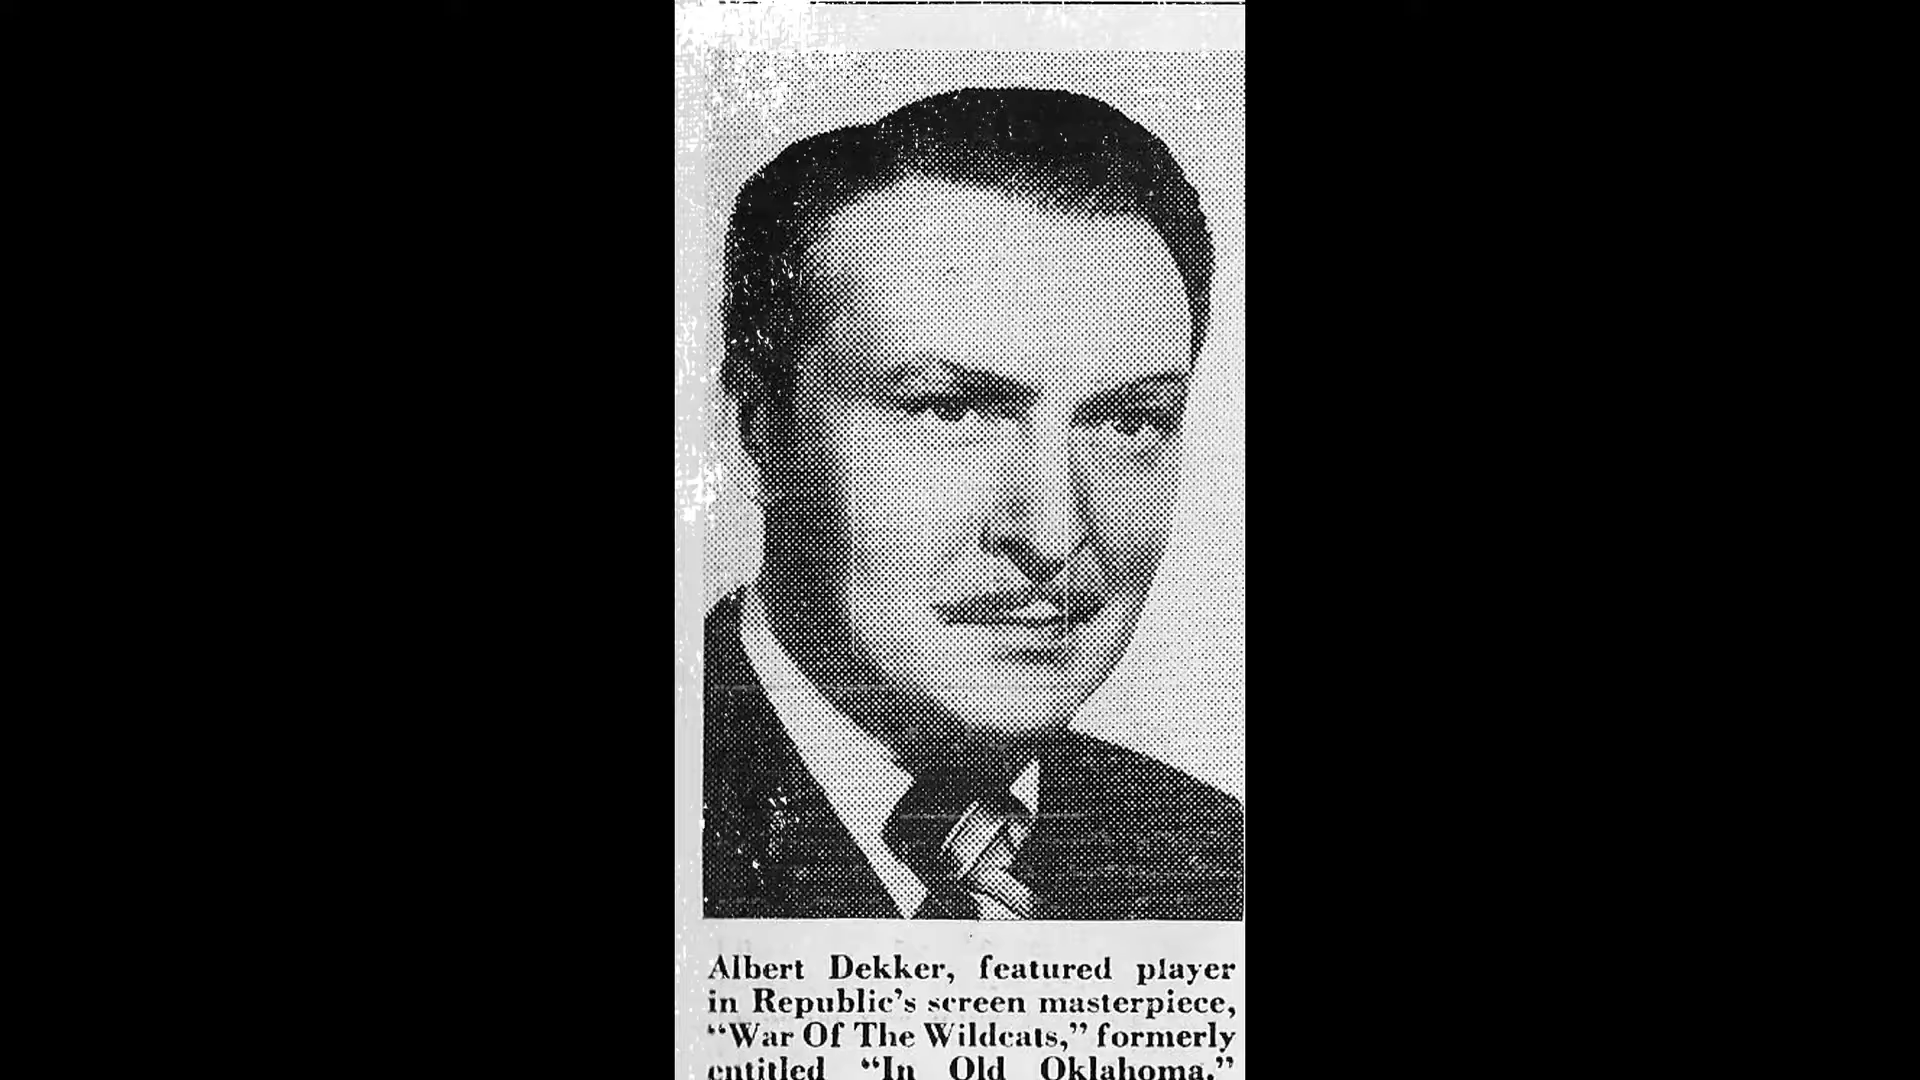 Albert Dekker, featured player
in Republic's screen masterpiece,
"War Of The Wildcats," formerly
entitled "In Old Oklahoma."